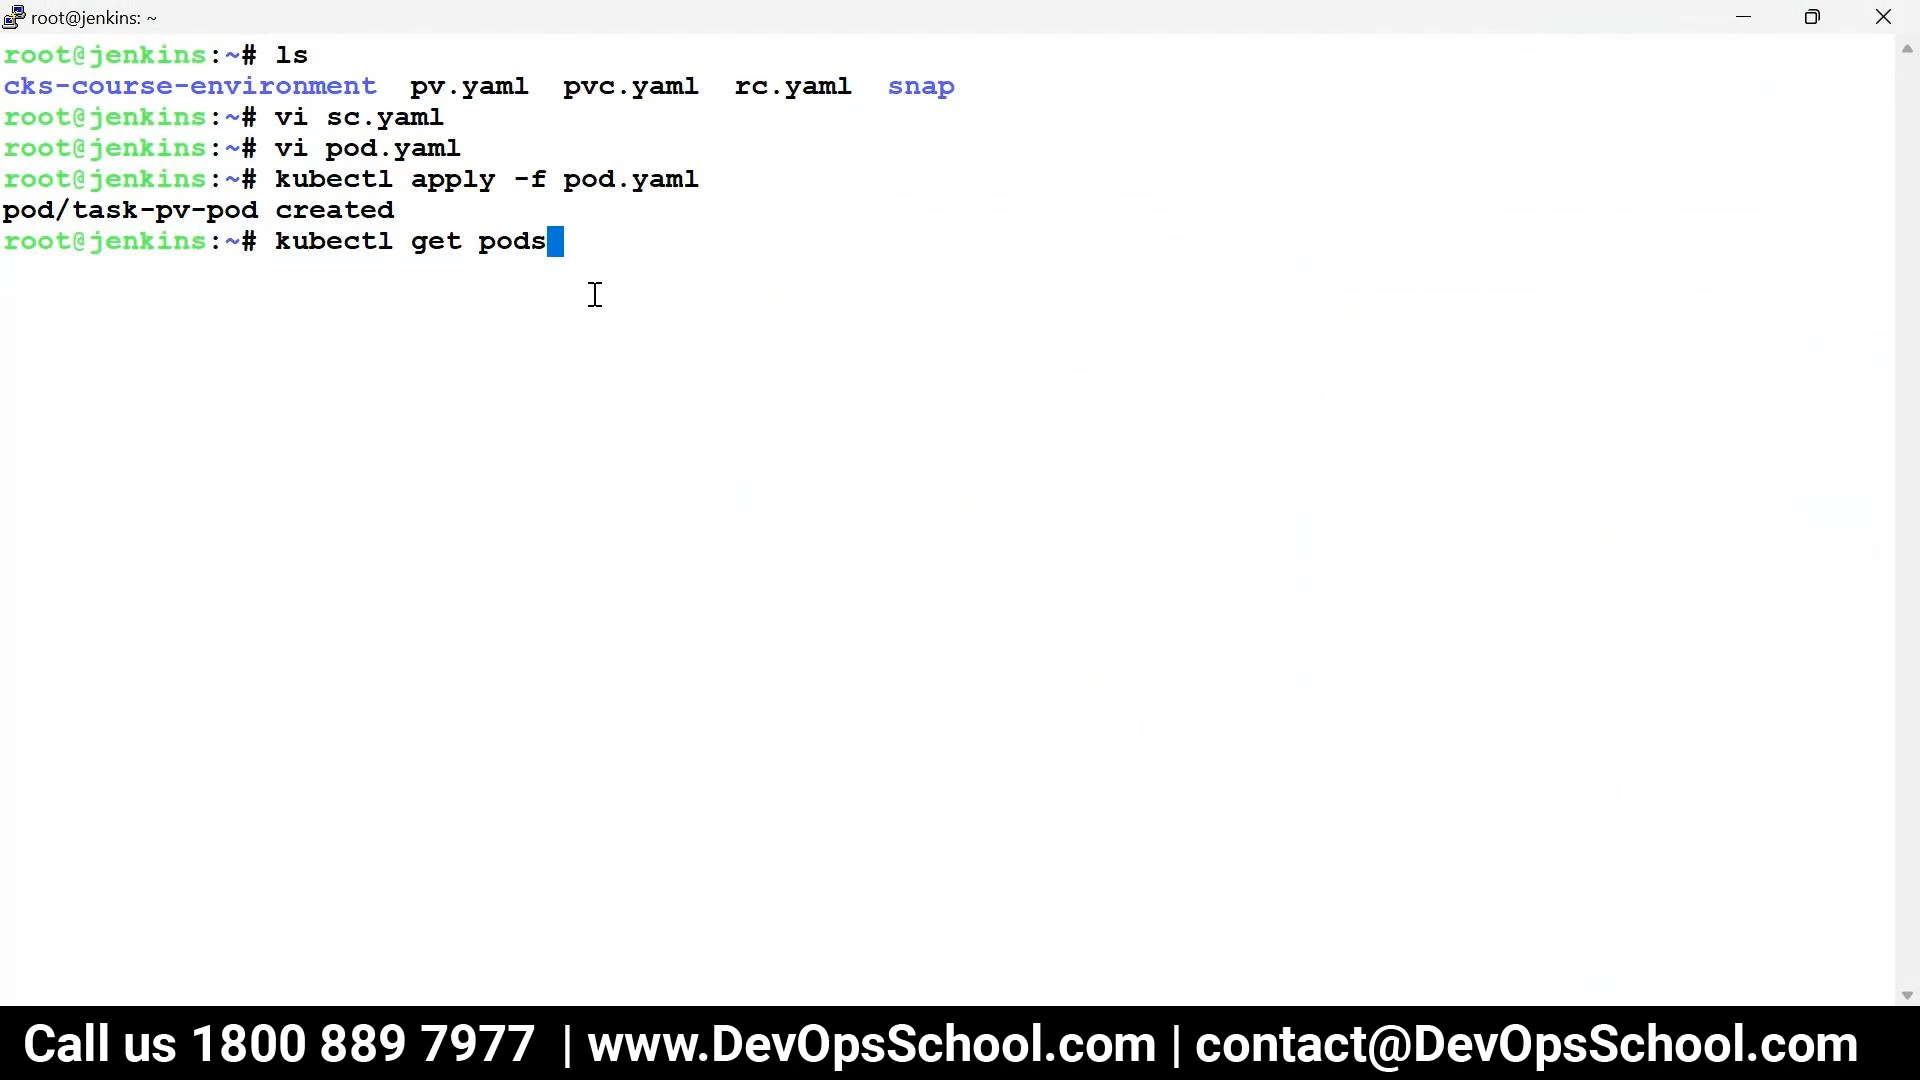 root@jenkins: ~
root@jenkins:~# ls
cks-course-environment  pv.yaml  pvc.yaml  rc.yaml  snap
root@jenkins:~# vi sc.yaml
root@jenkins:~# vi pod.yaml
root@jenkins:~# kubectl apply -f pod.yaml
pod/task-pv-pod created
root@jenkins:~# kubectl get pods
Call us 1800 889 7977 | www.DevOpsSchool.com | contact@DevOpsSchool.com